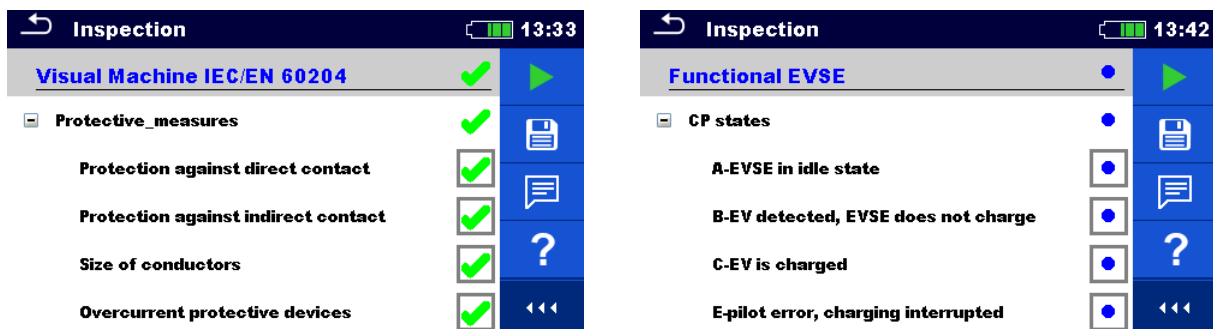 Inspection 13:33
Visual Machine IEC/EN 60204
Protective_measures
Protection against direct contact
Protection against indirect contact
Size of conductors
Overcurrent protective devices
?
Inspection 13:42
Functional EVSE
CP states
A-EVSE in idle state
B-EV detected, EVSE does not charge
C-EV is charged
E-pilot error, charging interrupted
?